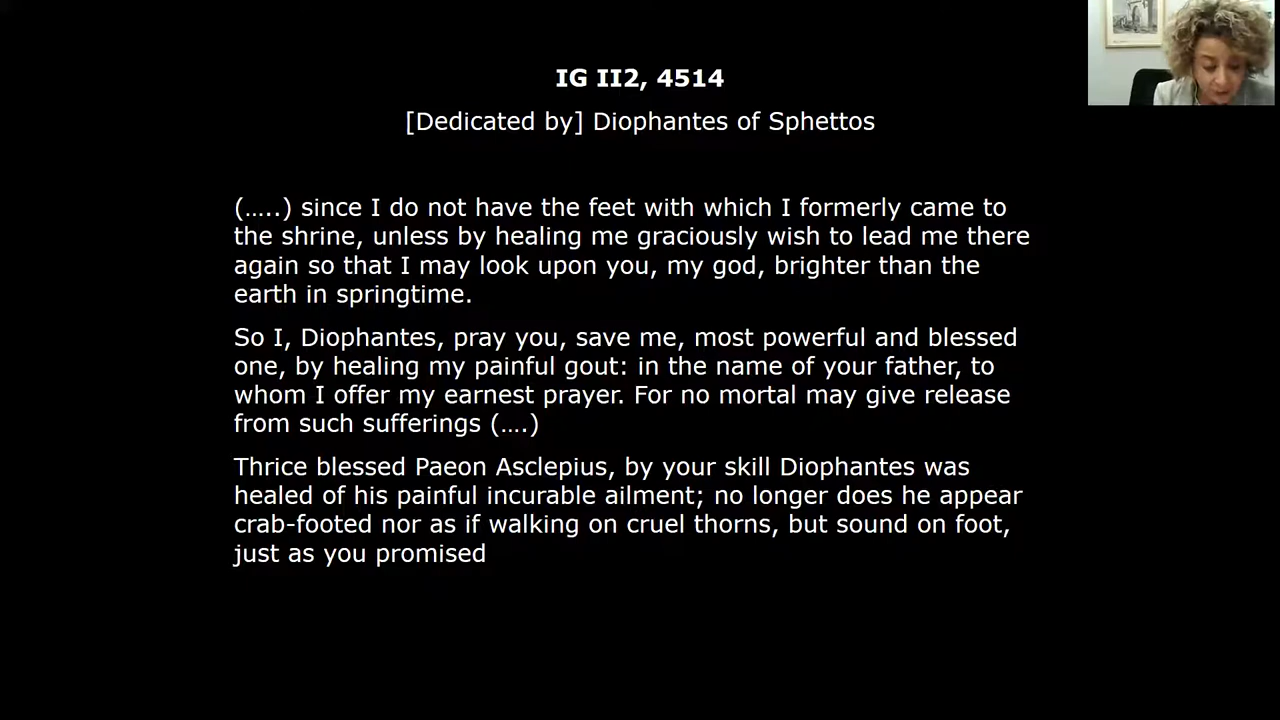 IG II2, 4514
[Dedicated by] Diophantes of Sphettos
(…..) since I do not have the feet with which I formerly came to
the shrine, unless by healing me graciously wish to lead me there
again so that I may look upon you, my god, brighter than the
earth in springtime.
So I, Diophantes, pray you, save me, most powerful and blessed
one, by healing my painful gout: in the name of your father, to
whom I offer my earnest prayer. For no mortal may give release
from such sufferings (….)
Thrice blessed Paeon Asclepius, by your skill Diophantes was
healed of his painful incurable ailment; no longer does he appear
crab-footed nor as if walking on cruel thorns, but sound on foot,
just as you promised